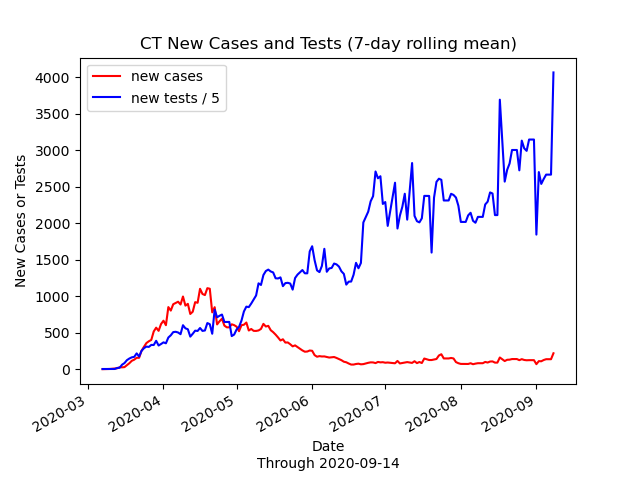 CT New Cases and Tests (7-day rolling mean)
new cases
new tests / 5
New Cases or Tests
4000
3500
3000
2500
2000
1500
1000
500
0
2020-03
2020-04
2020-05
2020-06
2020-07
2020-08
2020-09
Date
Through 2020-09-14